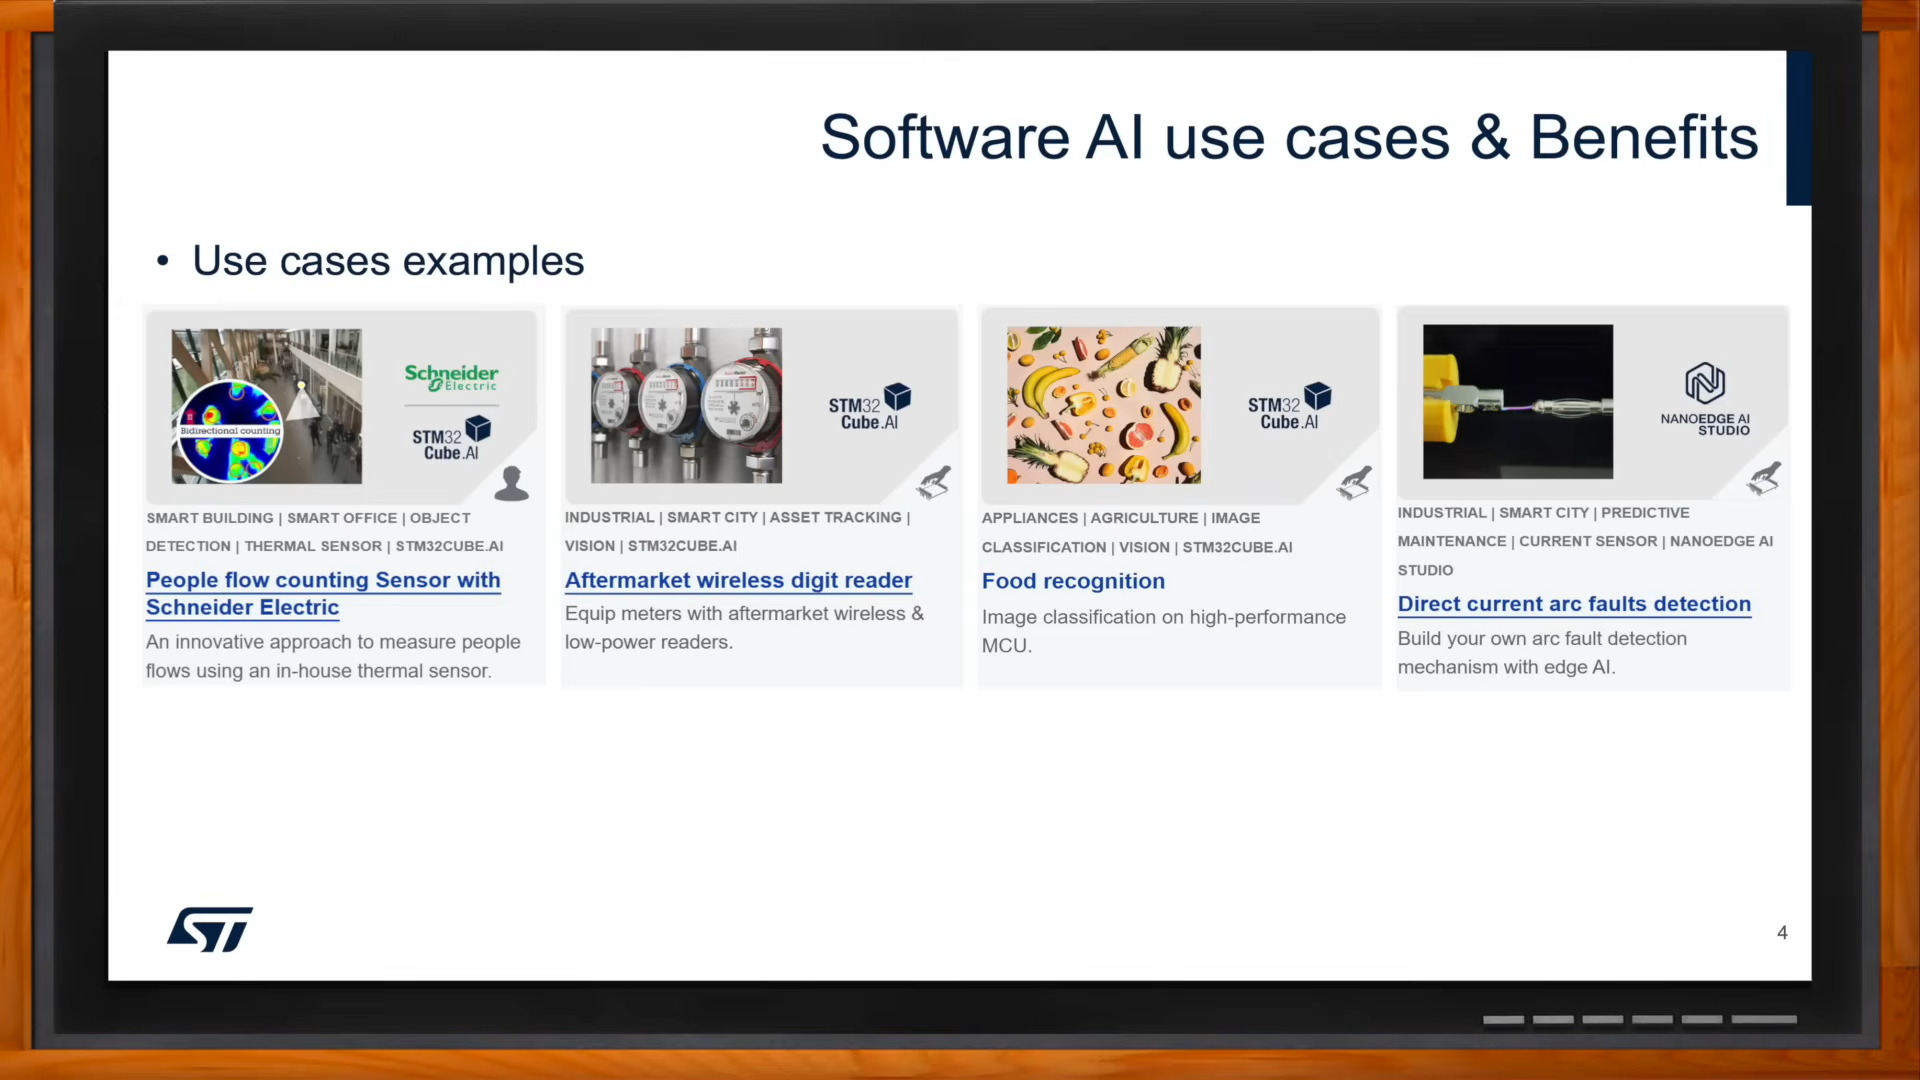 Software AI use cases & Benefits
• Use cases examples
Schneider
Electric
STM32
Cube.AI
Bidirectional counting
SMART BUILDING | SMART OFFICE | OBJECT
DETECTION | THERMAL SENSOR | STM32CUBE.AI
People flow counting Sensor with
Schneider Electric
An innovative approach to measure people
flows using an in-house thermal sensor.
STM32
Cube.AI
INDUSTRIAL | SMART CITY | ASSET TRACKING |
VISION | STM32CUBE.AI
Aftermarket wireless digit reader
Equip meters with aftermarket wireless &
low-power readers.
STM32
Cube.AI
APPLIANCES | AGRICULTURE | IMAGE
CLASSIFICATION | VISION | STM32CUBE.AI
Food recognition
Image classification on high-performance
MCU.
NANOEDGE AI
STUDIO
INDUSTRIAL | SMART CITY | PREDICTIVE
MAINTENANCE | CURRENT SENSOR | NANOEDGE AI
STUDIO
Direct current arc faults detection
Build your own arc fault detection
mechanism with edge AI.
ST
4